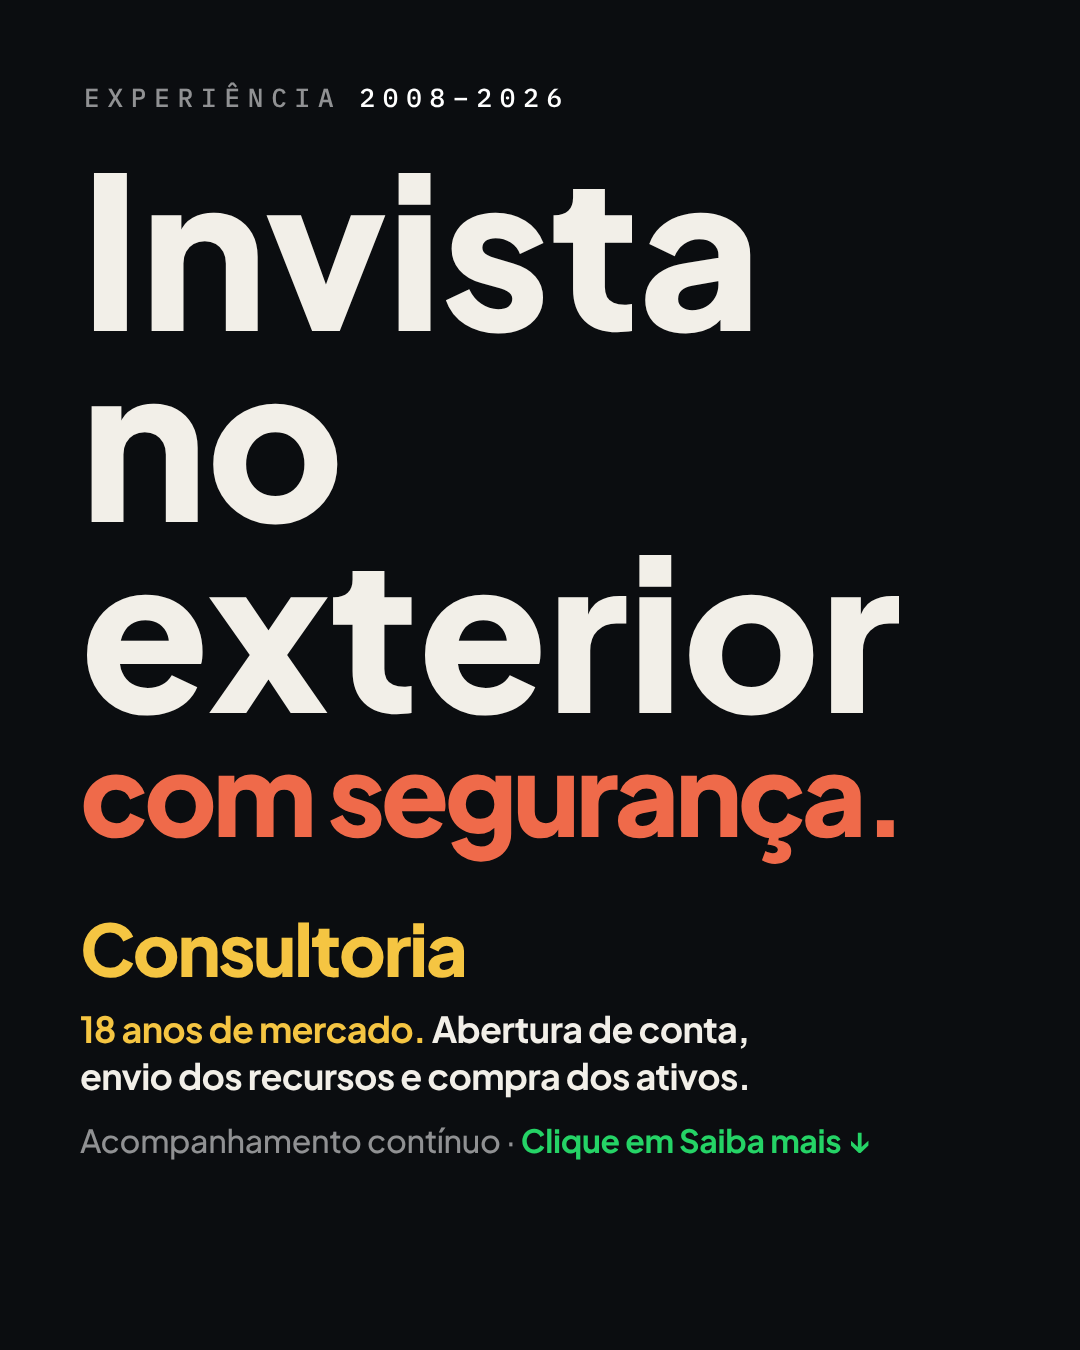 EXPERIÊNCIA 2008–2026
Invista
no
exterior
com segurança.
Consultoria
18 anos de mercado. Abertura de conta,
envio dos recursos e compra dos ativos.
Acompanhamento contínuo · Clique em Saiba mais ↓